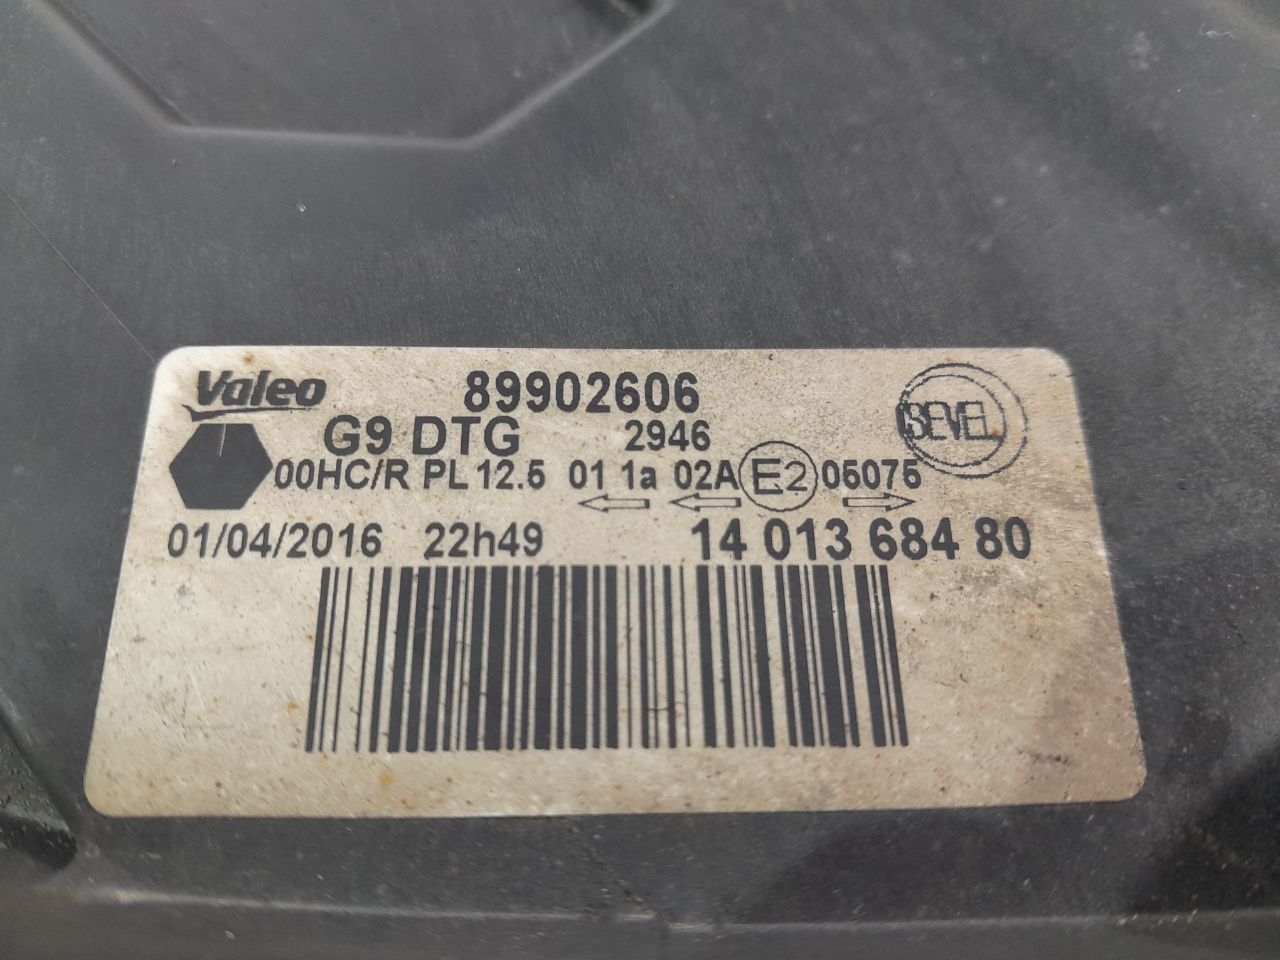 Valeo 89902606 SEVEL
G9 DTG 2946
00HC/R PL 12.5 01 1a 02A E2 05075
01/04/2016 22h49 14 013 684 80